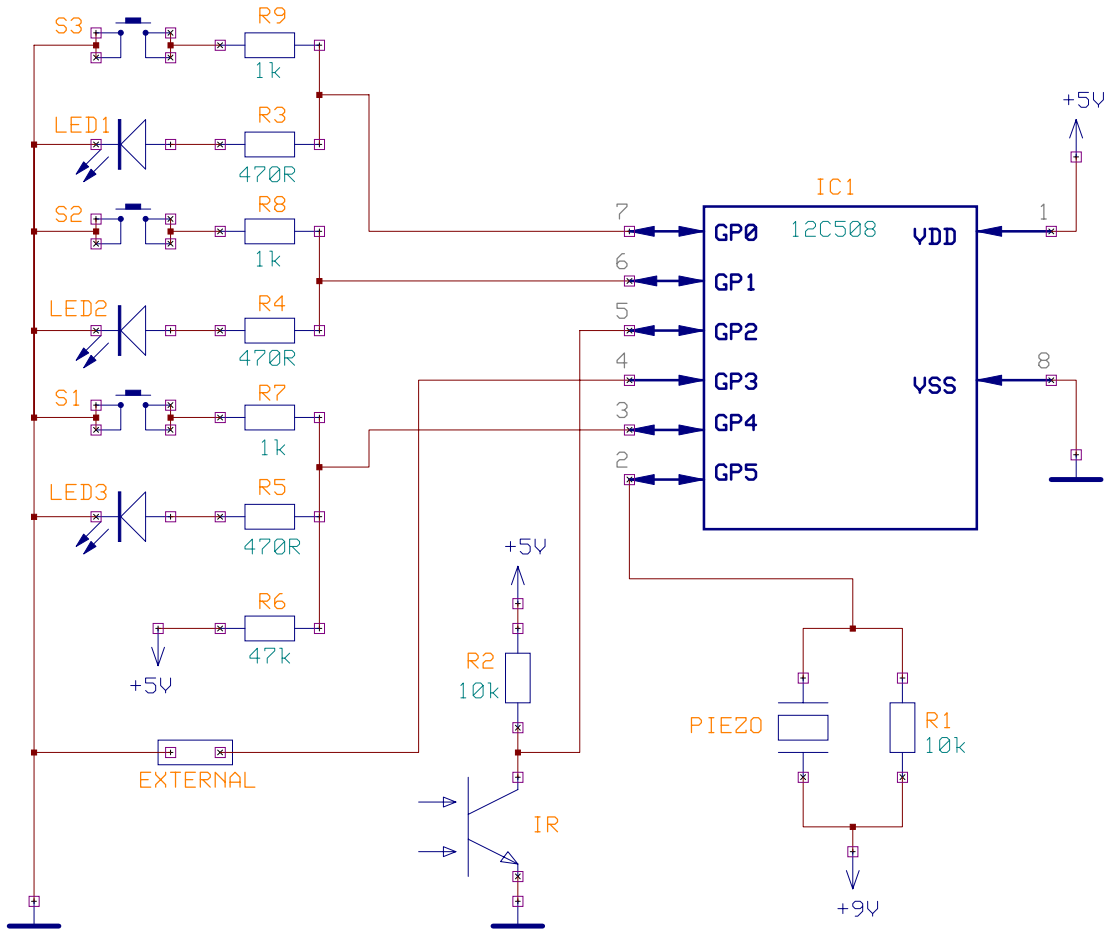 S3
R9
1k
LED1
R3
470R
+5V
S2
R8
1k
IC1
12C508
7
GP0
VDD
1
6
GP1
LED2
R4
470R
5
GP2
4
GP3
VSS
8
S1
R7
1k
3
GP4
2
GP5
LED3
R5
470R
+5V
R6
47k
+5V
R2
10k
PIEZO
R1
10k
EXTERNAL
IR
+9V